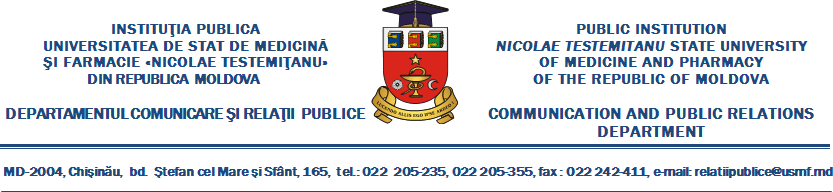 INSTITUŢIA PUBLICA
UNIVERSITATEA DE STAT DE MEDICINĂ
ŞI FARMACIE «NICOLAE TESTEMIŢANU»
DIN REPUBLICA MOLDOVA
DEPARTAMENTUL COMUNICARE ŞI RELAŢII PUBLICE
PUBLIC INSTITUTION
NICOLAE TESTEMITANU STATE UNIVERSITY
OF MEDICINE AND PHARMACY
OF THE REPUBLIC OF MOLDOVA
COMMUNICATION AND PUBLIC RELATIONS
DEPARTMENT
MD-2004, Chişinău, bd. Ştefan cel Mare şi Sfânt, 165, tel.: 022 205-235, 022 205-355, fax : 022 242-411, e-mail: relatiipublice@usmf.md